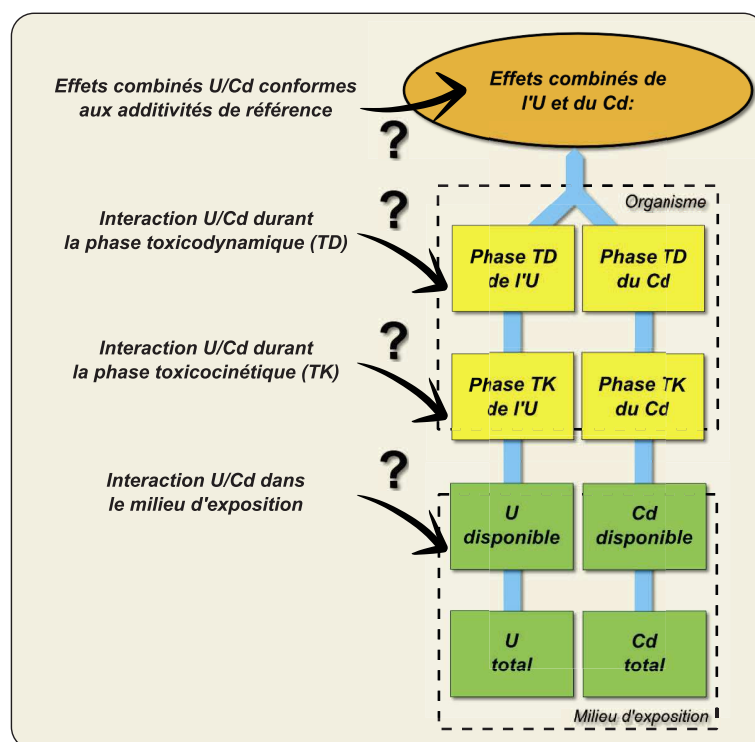 Effets combinés U/Cd conformes
aux additivités de référence
?
Effets combinés de
l'U et du Cd:
Organisme
Interaction U/Cd durant
la phase toxicodynamique (TD)
?
Phase TD
de l'U
Phase TD
du Cd
Interaction U/Cd durant
la phase toxicocinétique (TK)
?
Phase TK
de l'U
Phase TK
du Cd
Interaction U/Cd dans
le milieu d'exposition
?
U
disponible
Cd
disponible
U
total
Cd
total
Milieu d'exposition